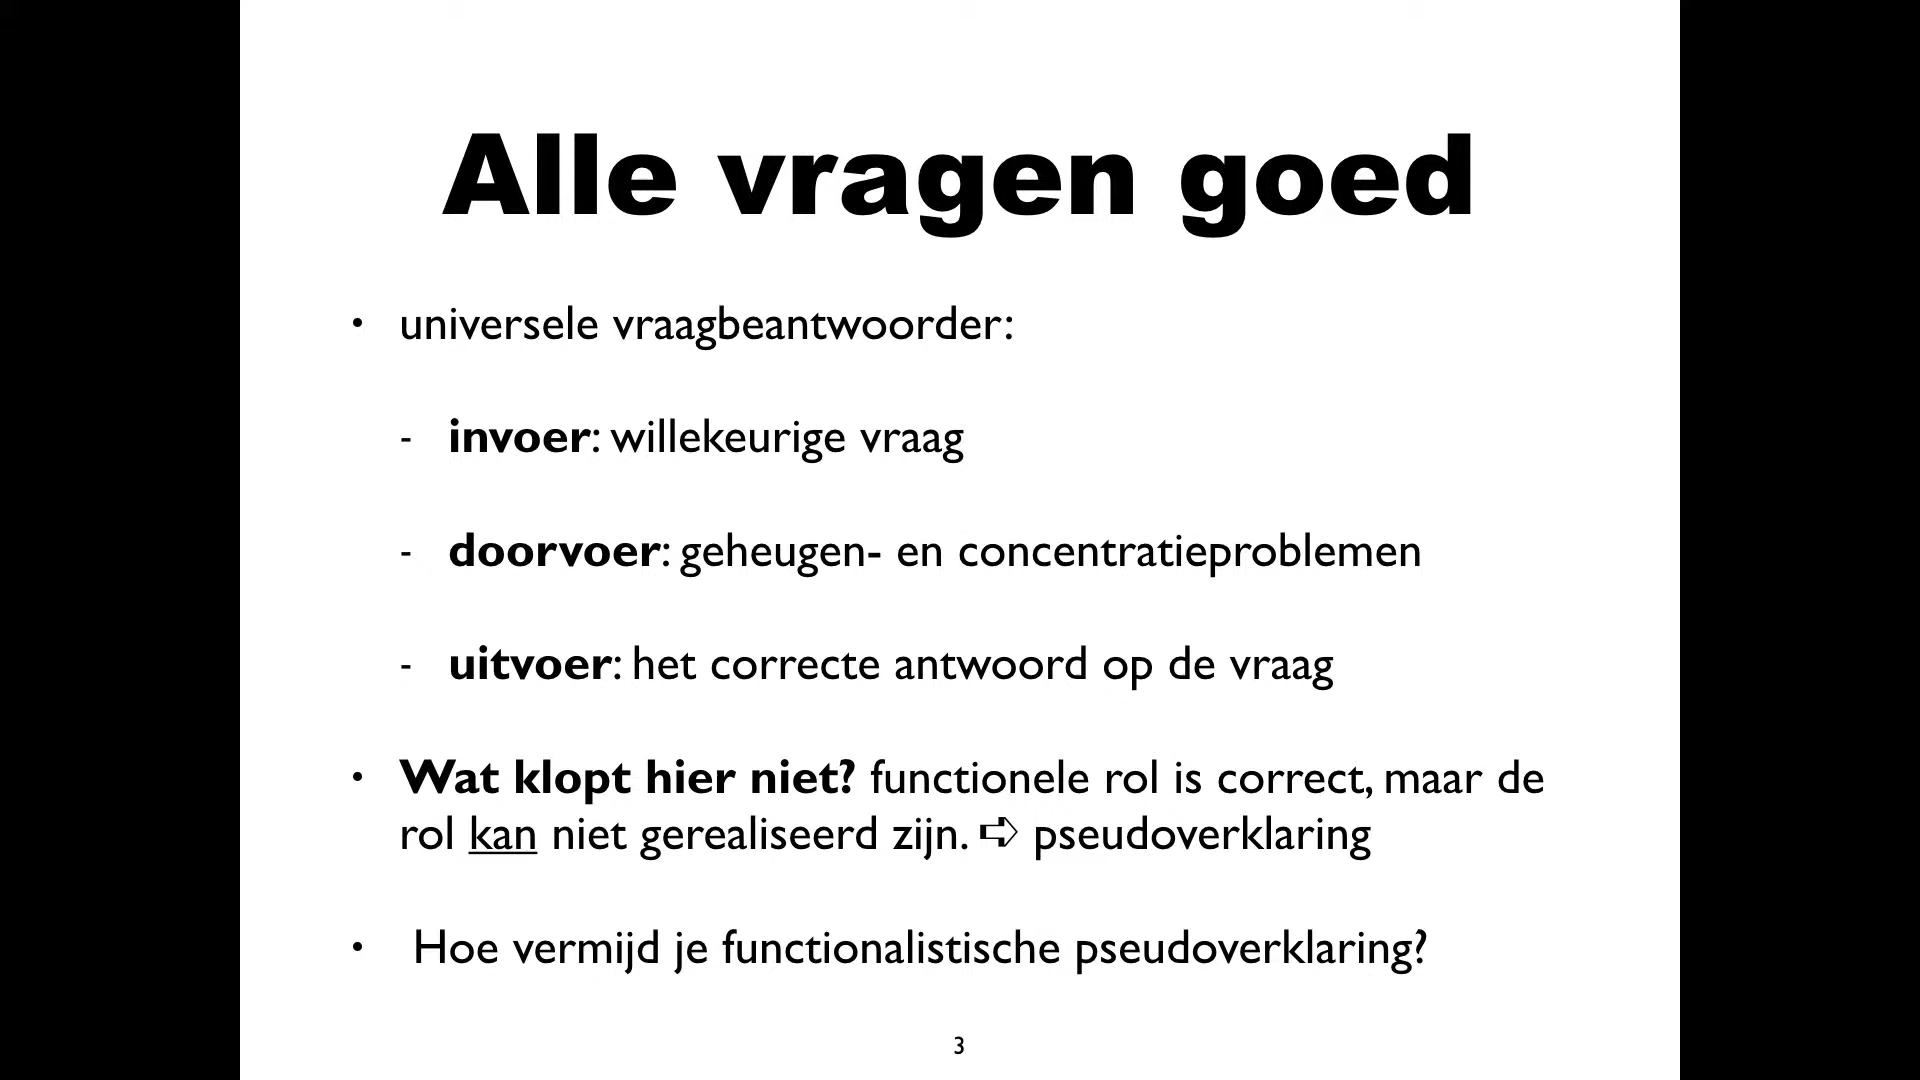 Alle vragen goed
• universele vraagbeantwoorder:
- invoer: willekeurige vraag
- doorvoer: geheugen- en concentratieproblemen
- uitvoer: het correcte antwoord op de vraag
• Wat klopt hier niet? functionele rol is correct, maar de
rol kan niet gerealiseerd zijn. ➪ pseudoverklaring
• Hoe vermijd je functionalistische pseudoverklaring?
3